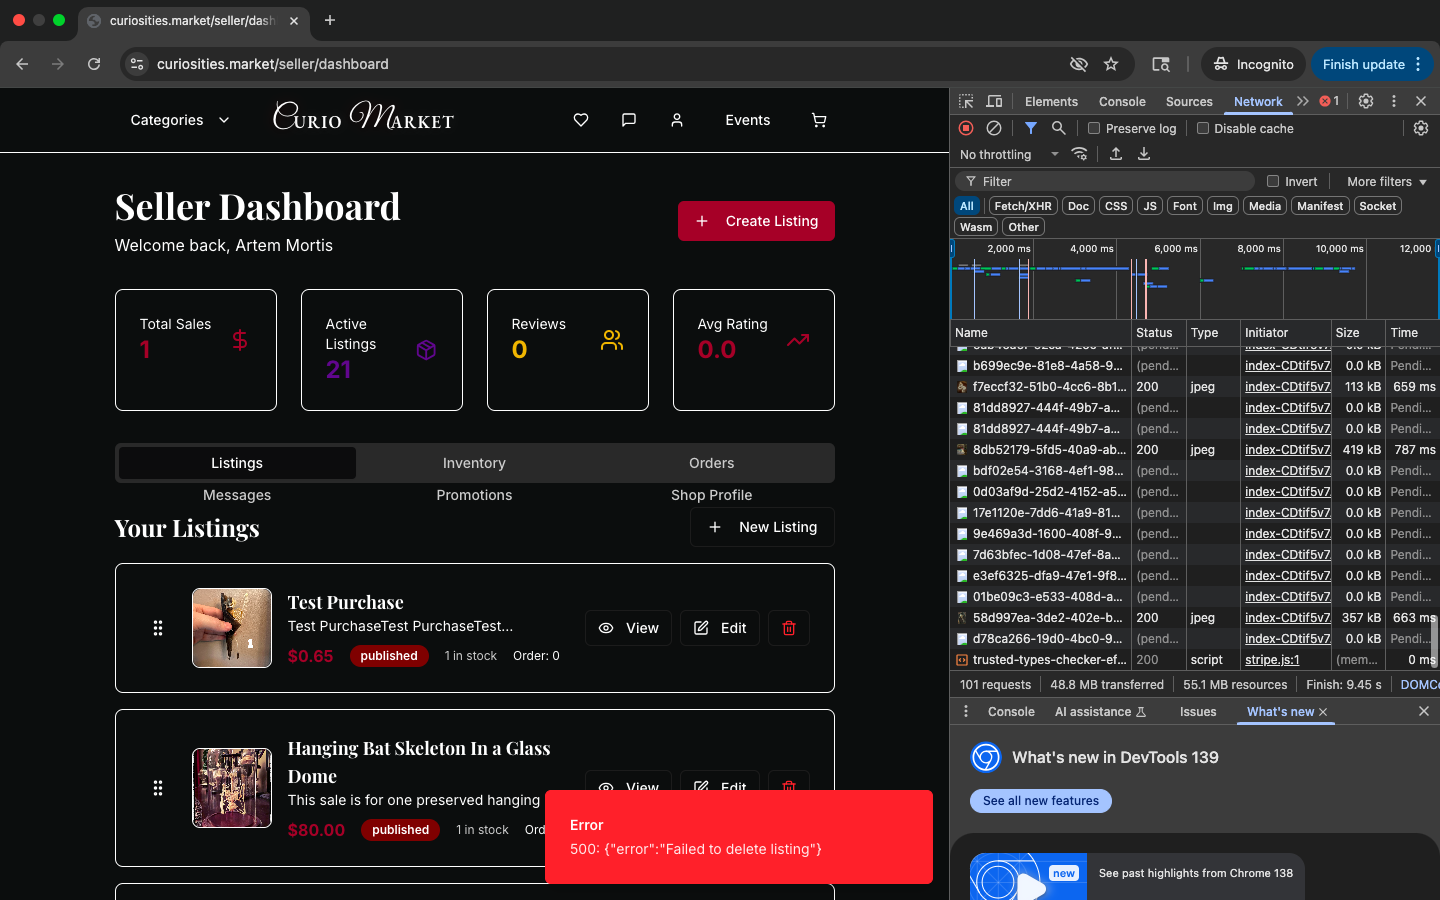 curiosities.market/seller/dash
curiosities.market/seller/dashboard
Incognito
Finish update
Categories
Curio Market
Events
Seller Dashboard
Welcome back, Artem Mortis
Create Listing
Total Sales
1
Active
Listings
21
Reviews
0
Avg Rating
0.0
Listings
Inventory
Orders
Messages
Promotions
Shop Profile
Your Listings
New Listing
Test Purchase
Test PurchaseTest PurchaseTest...
$0.65
published
1 in stock
Order: 0
View
Edit
Hanging Bat Skeleton In a Glass
Dome
This sale is for one preserved hanging
$80.00
published
1 in stock
Ord
View
Edit
Error
500: {"error":"Failed to delete listing"}
Elements
Console
Sources
Network
1
Preserve log
Disable cache
No throttling
Filter
Invert
More filters
All
Fetch/XHR
Doc
CSS
JS
Font
Img
Media
Manifest
Socket
Wasm
Other
2,000 ms
4,000 ms
6,000 ms
8,000 ms
10,000 ms
12,000
Name Status Type Initiator Size Time
b699ec9e-81e8-4a58-9... (pend... index-CDtif5v7. 0.0 kB Pendi...
f7eccf32-51b0-4cc6-8b1... 200 jpeg index-CDtif5v7. 113 kB 659 ms
81dd8927-444f-49b7-a... (pend... index-CDtif5v7. 0.0 kB Pendi...
81dd8927-444f-49b7-a... (pend... index-CDtif5v7. 0.0 kB Pendi...
8db52179-5fd5-40a9-ab... 200 jpeg index-CDtif5v7. 419 kB 787 ms
bdf02e54-3168-4ef1-98... (pend... index-CDtif5v7. 0.0 kB Pendi...
0d03af9d-25d2-4152-a5... (pend... index-CDtif5v7. 0.0 kB Pendi...
17e1120e-7dd6-41a9-81... (pend... index-CDtif5v7. 0.0 kB Pendi...
9e469a3d-1600-408f-9... (pend... index-CDtif5v7. 0.0 kB Pendi...
7d63bfec-1d08-47ef-8a... (pend... index-CDtif5v7. 0.0 kB Pendi...
e3ef6325-dfa9-47e1-9f8... (pend... index-CDtif5v7. 0.0 kB Pendi...
01be09c3-e533-408d-a... (pend... index-CDtif5v7. 0.0 kB Pendi...
58d997ea-3de2-402e-b... 200 jpeg index-CDtif5v7. 357 kB 663 ms
d78ca266-19d0-4bc0-9... (pend... index-CDtif5v7. 0.0 kB Pendi...
trusted-types-checker-ef... 200 script stripe.js:1 (mem... 0 ms
101 requests
48.8 MB transferred
55.1 MB resources
Finish: 9.45 s
DOMCo
Console
AI assistance
Issues
What's new
What's new in DevTools 139
See all new features
new
See past highlights from Chrome 138